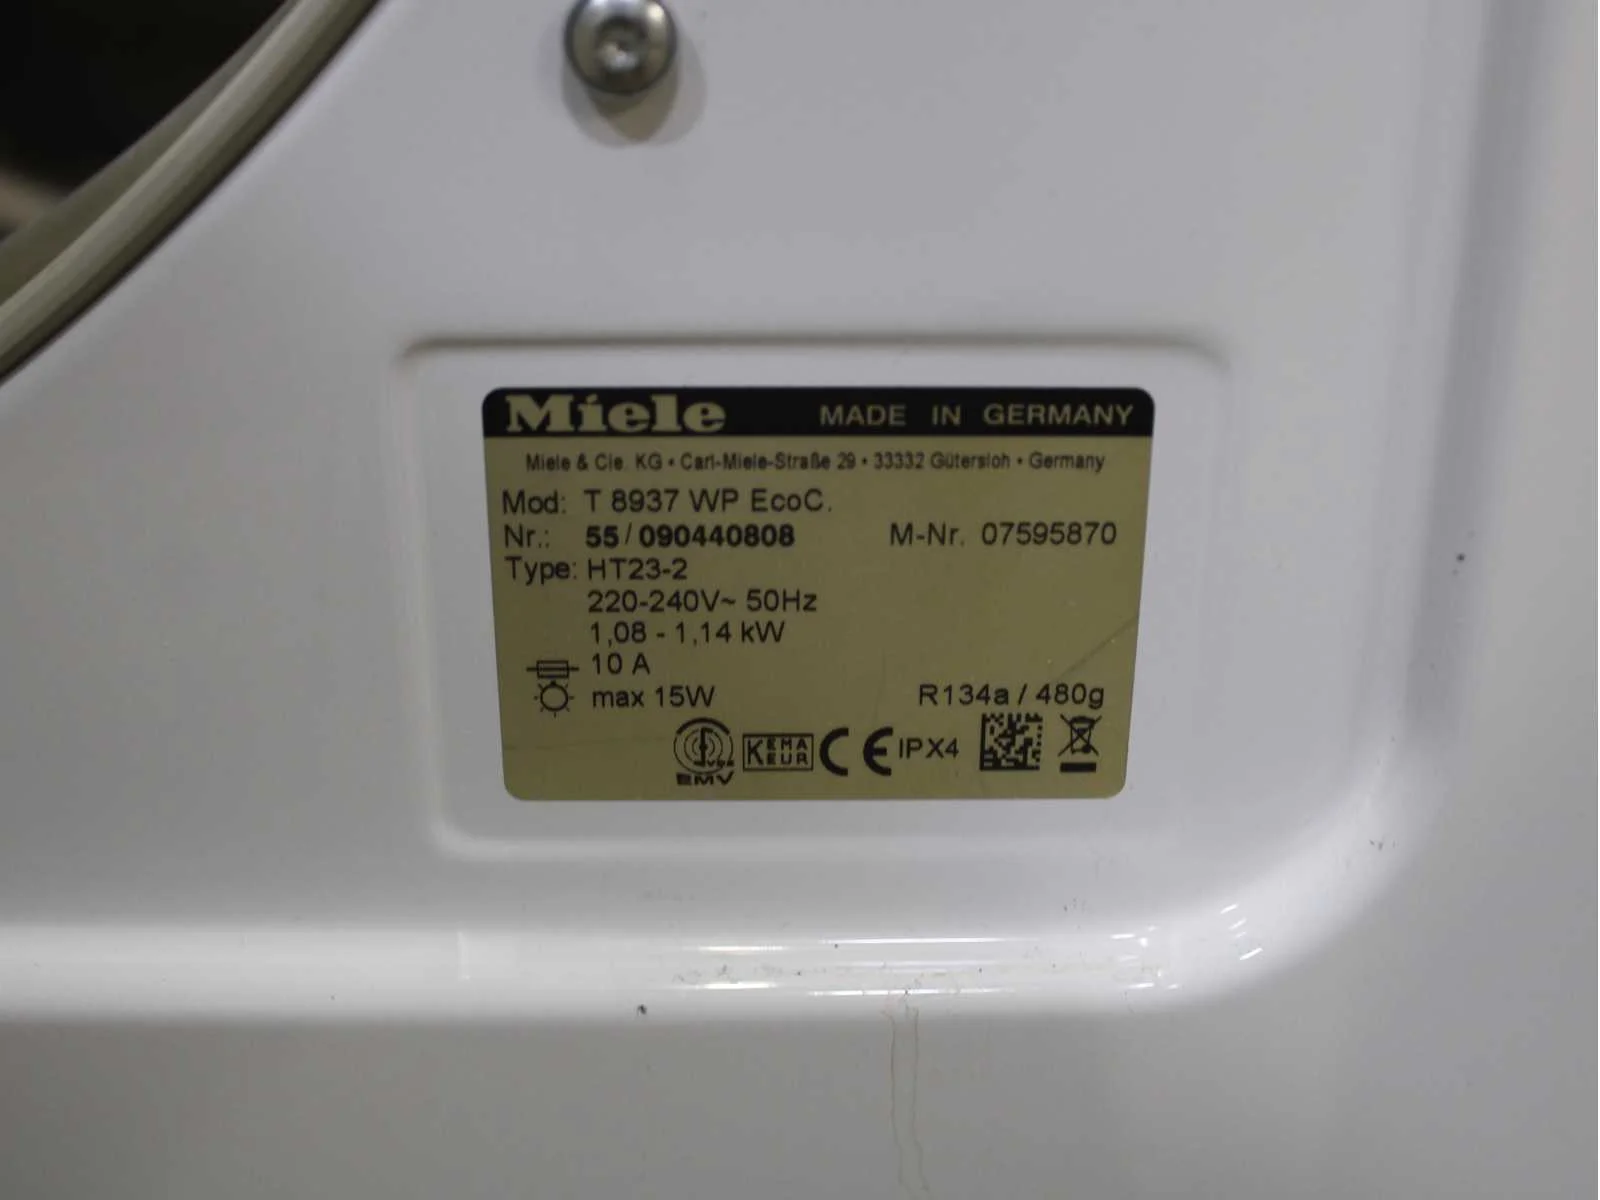 Miele MADE IN GERMANY
Miele & Cie. KG • Carl-Miele-Straße 29 • 33332 Gütersloh • Germany
Mod: T 8937 WP EcoC.
Nr.: 55/090440808 M-Nr. 07595870
Type: HT23-2
220-240V~ 50Hz
1,08 - 1,14 kW
10 A
max 15W R134a / 480g
VDE EMV KEMA EUR CE IPX4